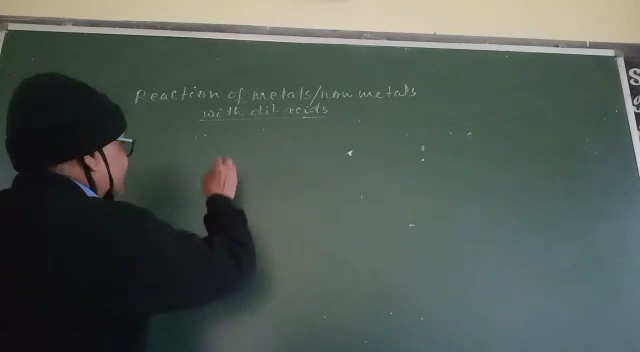 Reaction of metals/non metals
with dil acids